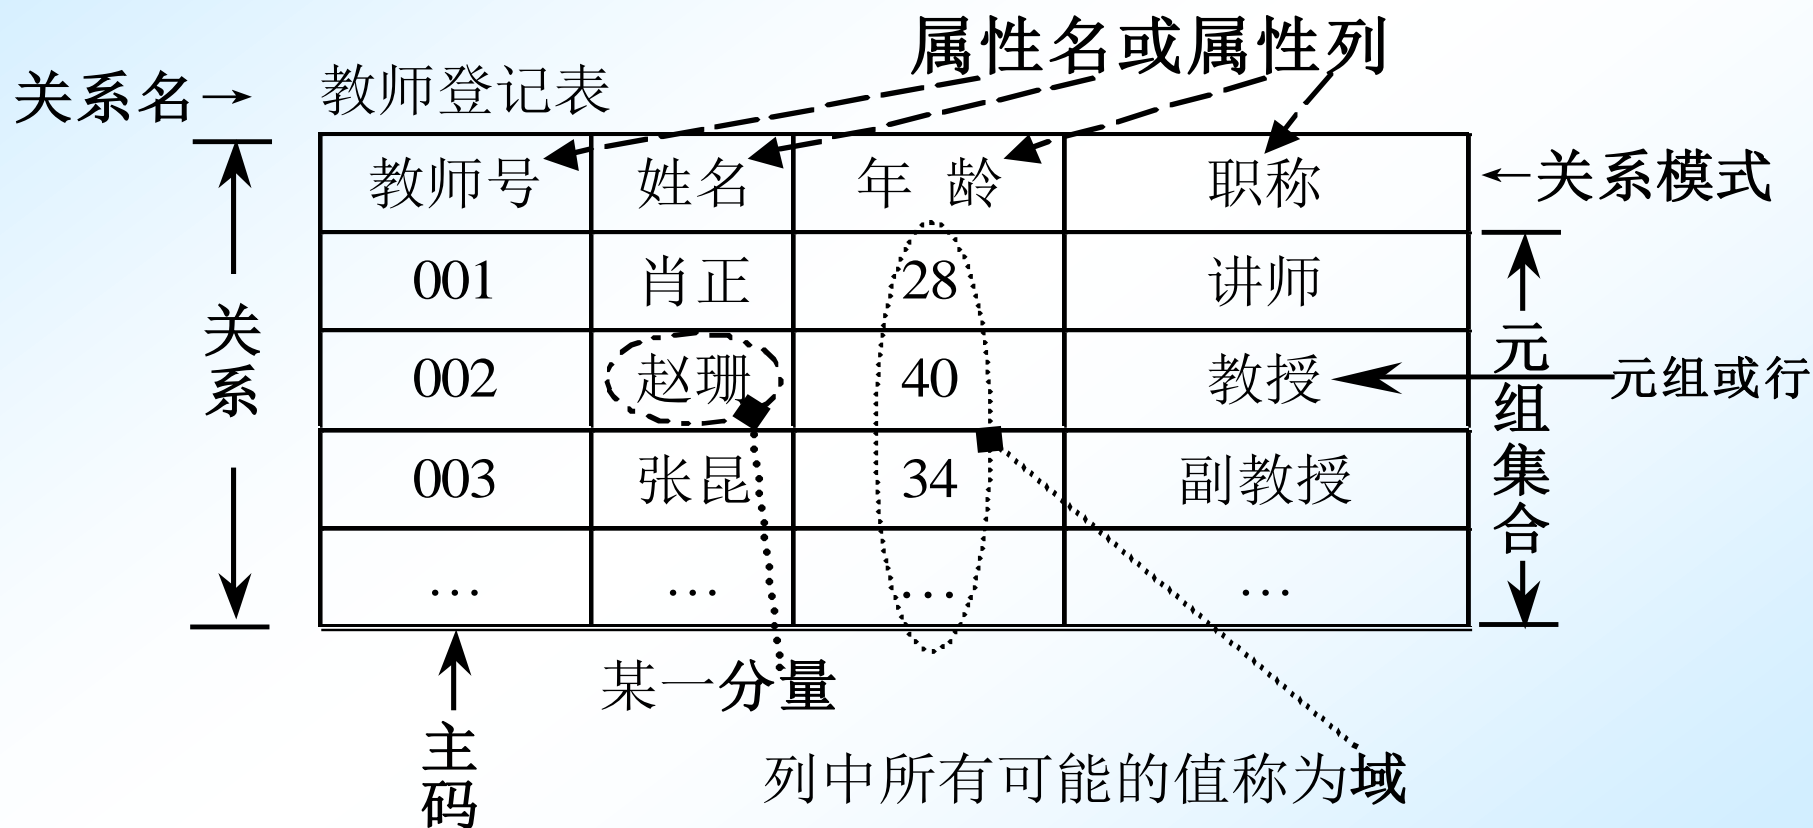 属性名或属性列
关系名→ 教师登记表
教师号 姓名 年 龄 职称 ←关系模式
001 肖正 28 讲师
002 赵珊 40 教授 元组或行
003 张昆 34 副教授
… … … …
关系
元组集合
某一分量
主码
列中所有可能的值称为域